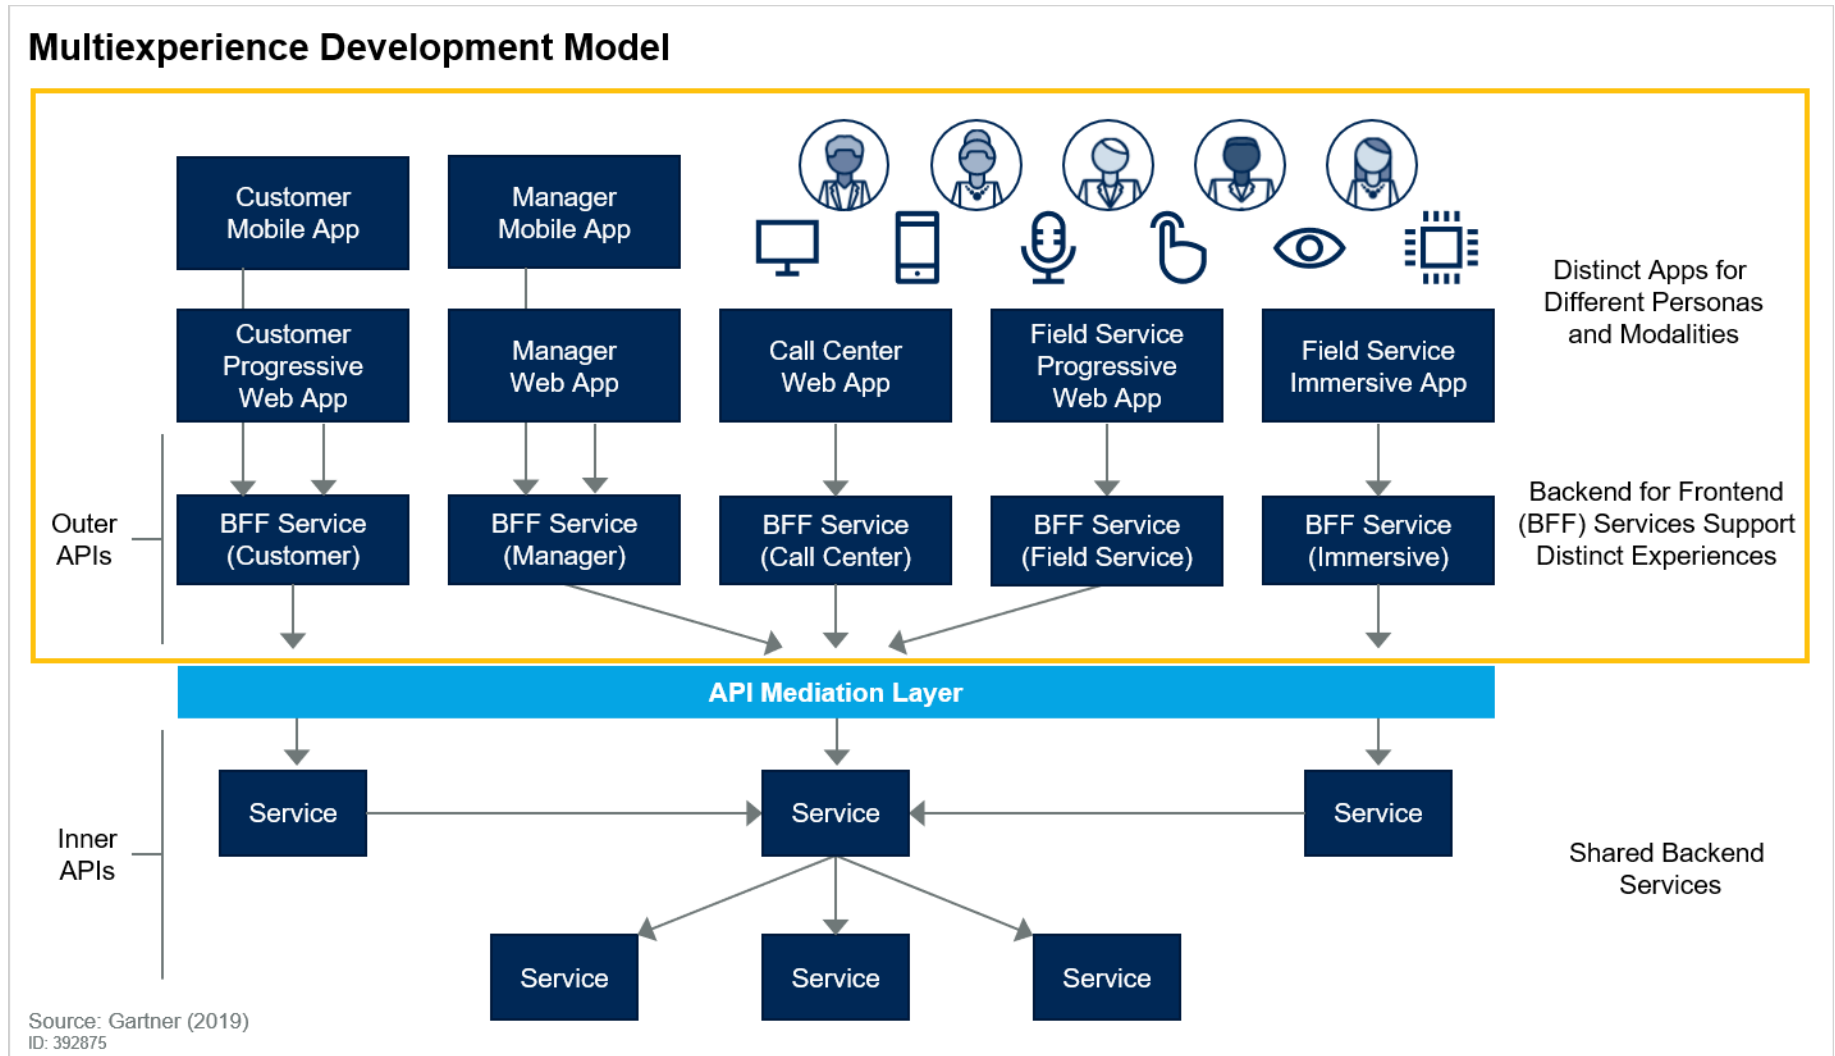 Multiexperience Development Model
Customer
Mobile App
Manager
Mobile App
Customer
Progressive
Web App
Manager
Web App
Call Center
Web App
Field Service
Progressive
Web App
Field Service
Immersive App
Distinct Apps for
Different Personas
and Modalities
Outer
APIs
BFF Service
(Customer)
BFF Service
(Manager)
BFF Service
(Call Center)
BFF Service
(Field Service)
BFF Service
(Immersive)
Backend for Frontend
(BFF) Services Support
Distinct Experiences
API Mediation Layer
Inner
APIs
Service
Service
Service
Shared Backend
Services
Service
Service
Service
Source: Gartner (2019)
ID: 392875